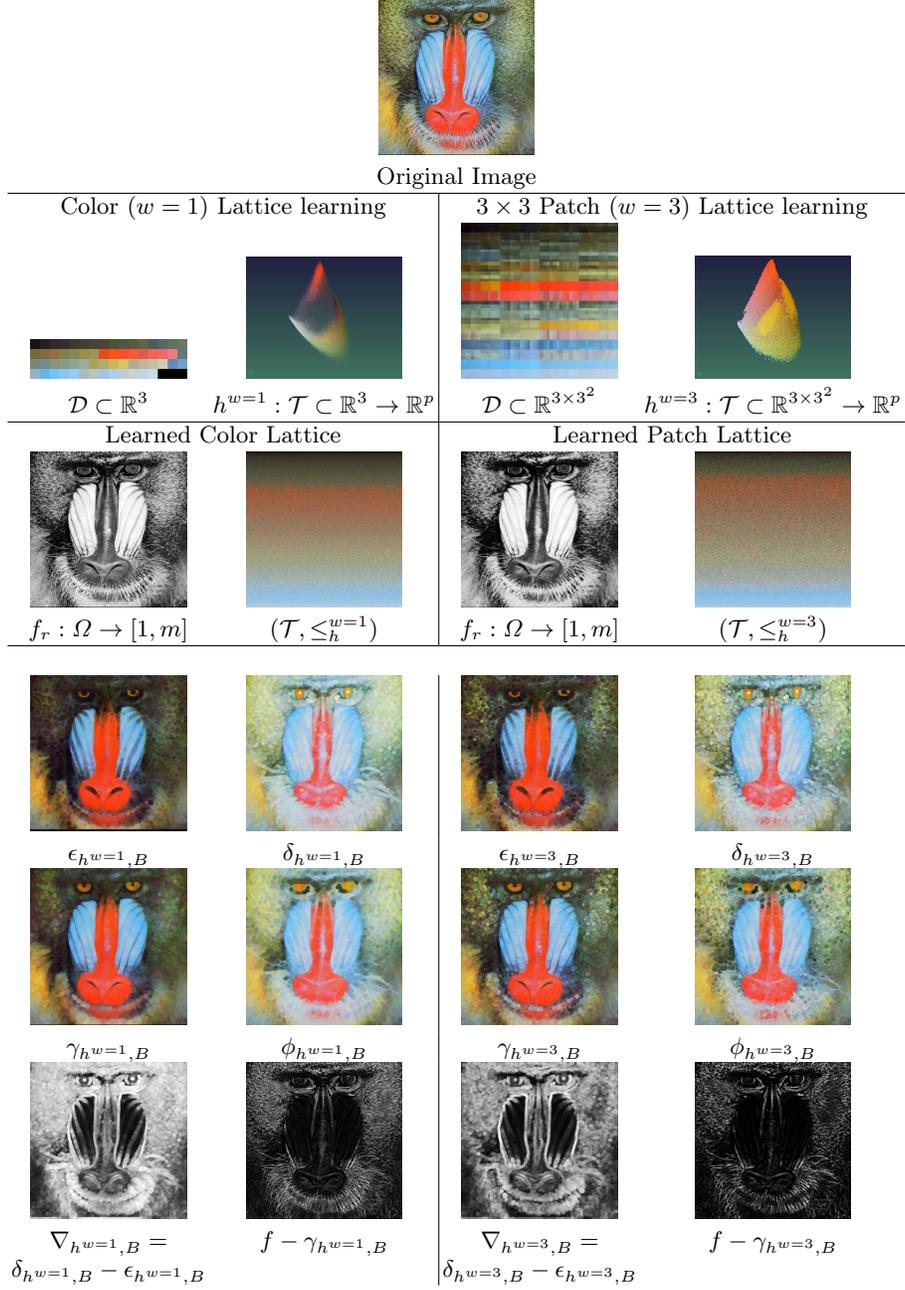 Original Image
Color (w = 1) Lattice learning
3 × 3 Patch (w = 3) Lattice learning
𝒟 ⊂ ℝ³
h^{w=1} : 𝒯 ⊂ ℝ³ → ℝ^p
𝒟 ⊂ ℝ^{3×3²}
h^{w=3} : 𝒯 ⊂ ℝ^{3×3²} → ℝ^p
Learned Color Lattice
Learned Patch Lattice
f_r : Ω → [1, m]
(𝒯, ≤_h^{w=1})
f_r : Ω → [1, m]
(𝒯, ≤_h^{w=3})
ϵ_{h^{w=1},B}
δ_{h^{w=1},B}
ϵ_{h^{w=3},B}
δ_{h^{w=3},B}
γ_{h^{w=1},B}
ϕ_{h^{w=1},B}
γ_{h^{w=3},B}
ϕ_{h^{w=3},B}
∇_{h^{w=1},B} =
δ_{h^{w=1},B} − ϵ_{h^{w=1},B}
f − γ_{h^{w=1},B}
∇_{h^{w=3},B} =
δ_{h^{w=3},B} − ϵ_{h^{w=3},B}
f − γ_{h^{w=3},B}